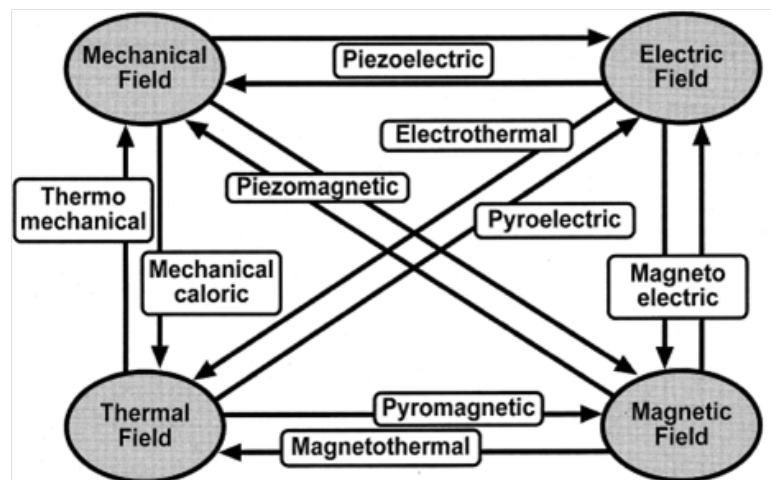 Mechanical
Field
Piezoelectric
Electric
Field
Electrothermal
Thermo
mechanical
Piezomagnetic
Pyroelectric
Mechanical
caloric
Magneto
electric
Thermal
Field
Pyromagnetic
Magnetothermal
Magnetic
Field